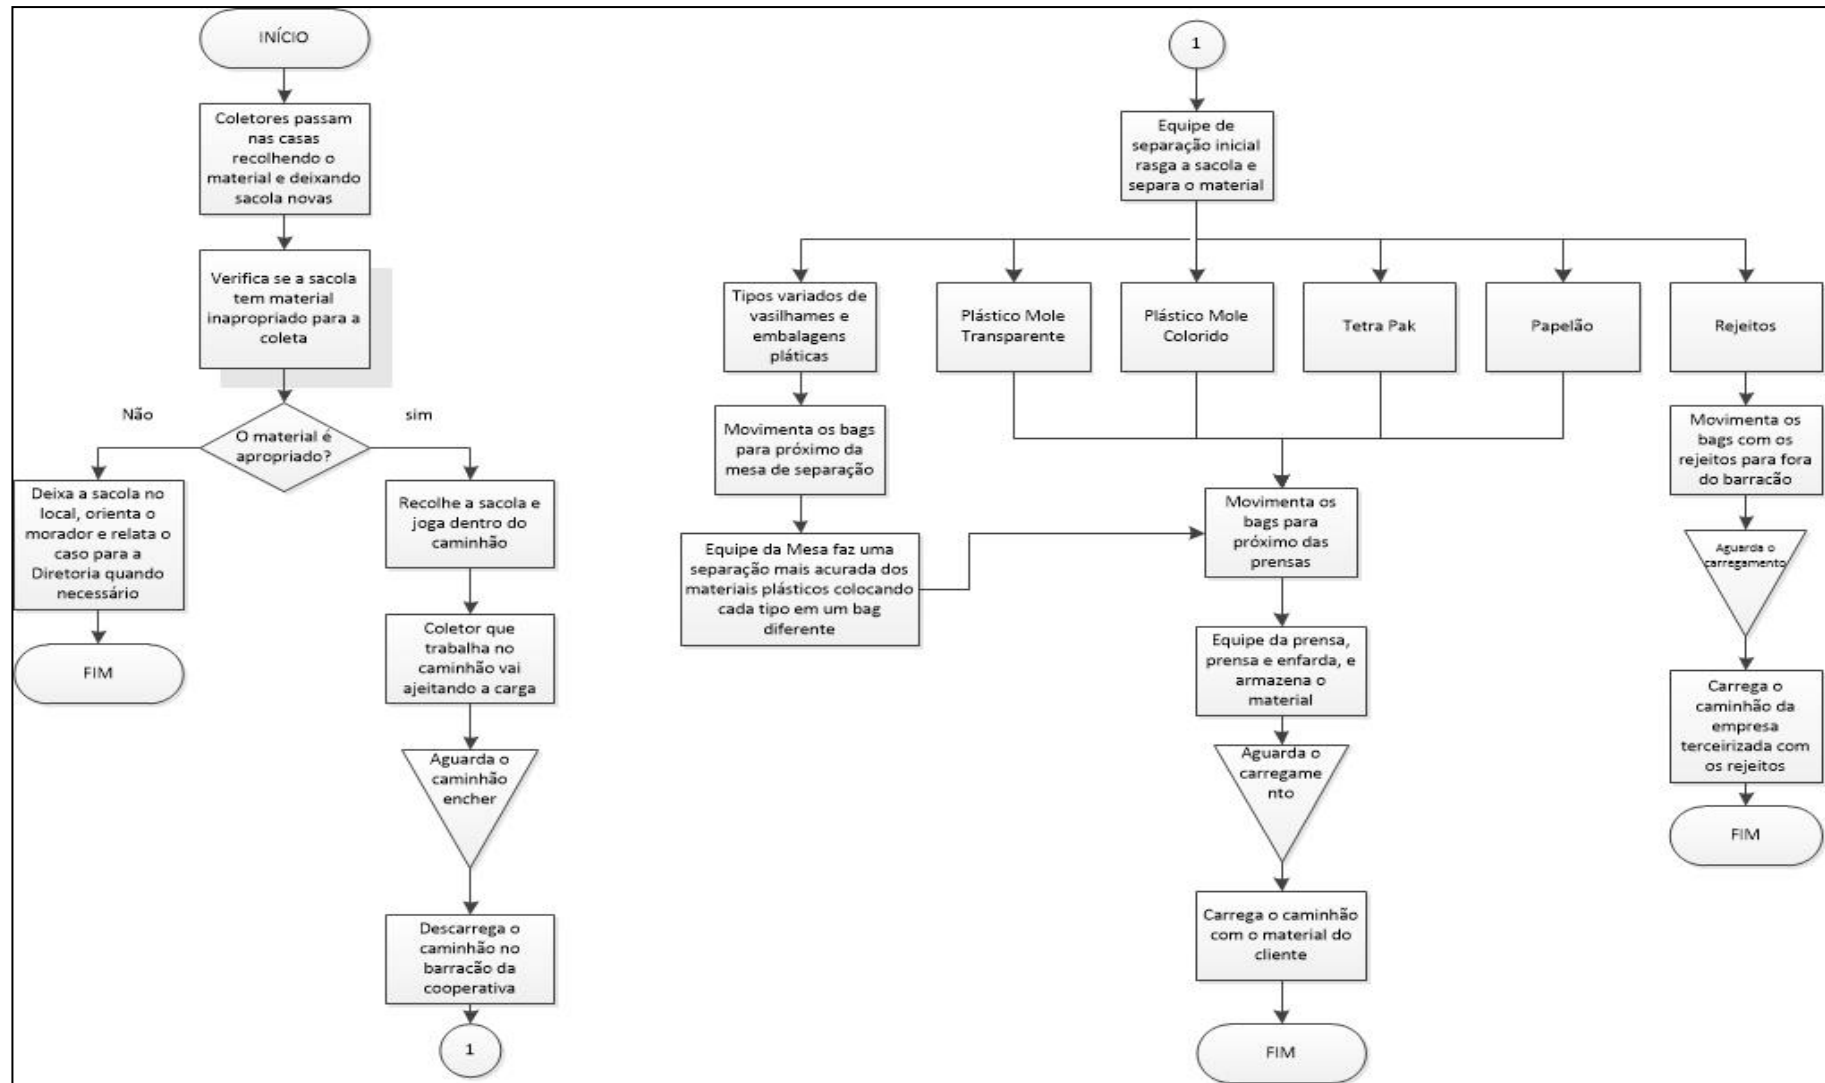 INÍCIO
Coletores passam
nas casas
recolhendo o
material e deixando
sacola novas
Verifica se a sacola
tem material
inapropriado para a
coleta
Não
sim
O material é
apropriado?
Deixa a sacola no
local, orienta o
morador e relata o
caso para a
Diretoria quando
necessário
FIM
Recolhe a sacola e
joga dentro do
caminhão
Coletor que
trabalha no
caminhão vai
ajeitando a carga
Aguarda o
caminhão
encher
Descarrega o
caminhão no
barracão da
cooperativa
1
1
Equipe de
separação inicial
rasga a sacola e
separa o material
Tipos variados de
vasilhames e
embalagens
pláticas
Plástico Mole
Transparente
Plástico Mole
Colorido
Tetra Pak
Papelão
Rejeitos
Movimenta os bags
para próximo da
mesa de separação
Equipe da Mesa faz uma
separação mais acurada dos
materiais plásticos colocando
cada tipo em um bag
diferente
Movimenta os
bags para
próximo das
prensas
Equipe da prensa,
prensa e enfarda, e
armazena o
material
Aguarda o
carregame
nto
Carrega o caminhão
com o material do
cliente
FIM
Movimenta os
bags com os
rejeitos para fora
do barracão
Aguarda o
carregamento
Carrega o
caminhão da
empresa
terceirizada com
os rejeitos
FIM